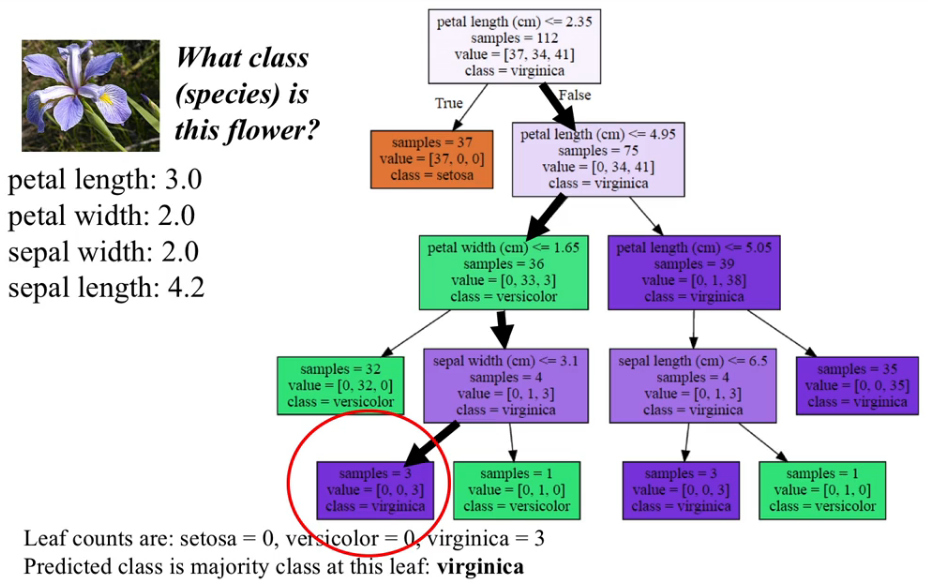 What class
(species) is
this flower?
petal length: 3.0
petal width: 2.0
sepal width: 2.0
sepal length: 4.2
petal length (cm) <= 2.35
samples = 112
value = [37, 34, 41]
class = virginica
True
False
samples = 37
value = [37, 0, 0]
class = setosa
petal length (cm) <= 4.95
samples = 75
value = [0, 34, 41]
class = virginica
petal width (cm) <= 1.65
samples = 36
value = [0, 33, 3]
class = versicolor
petal length (cm) <= 5.05
samples = 39
value = [0, 1, 38]
class = virginica
samples = 32
value = [0, 32, 0]
class = versicolor
sepal width (cm) <= 3.1
samples = 4
value = [0, 1, 3]
class = virginica
sepal length (cm) <= 6.5
samples = 4
value = [0, 1, 3]
class = virginica
samples = 35
value = [0, 0, 35]
class = virginica
samples = 3
value = [0, 0, 3]
class = virginica
samples = 1
value = [0, 1, 0]
class = versicolor
samples = 3
value = [0, 0, 3]
class = virginica
samples = 1
value = [0, 1, 0]
class = versicolor
Leaf counts are: setosa = 0, versicolor = 0, virginica = 3
Predicted class is majority class at this leaf: virginica